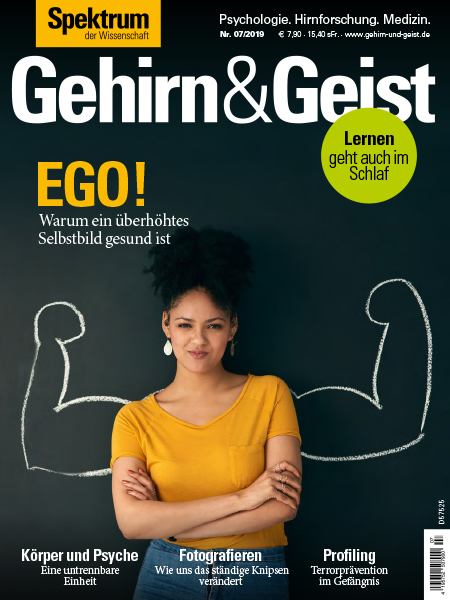 Spektrum
der Wissenschaft
Psychologie. Hirnforschung. Medizin.
Nr. 07/2019 € 7,90 · 15,40 sFr. · www.gehirn-und-geist.de
Gehirn&Geist
Lernen
geht auch im
Schlaf
EGO!
Warum ein überhöhtes
Selbstbild gesund ist
D57525
07
Körper und Psyche
Eine untrennbare
Einheit
Fotografieren
Wie uns das ständige Knipsen
verändert
Profiling
Terrorprävention
im Gefängnis